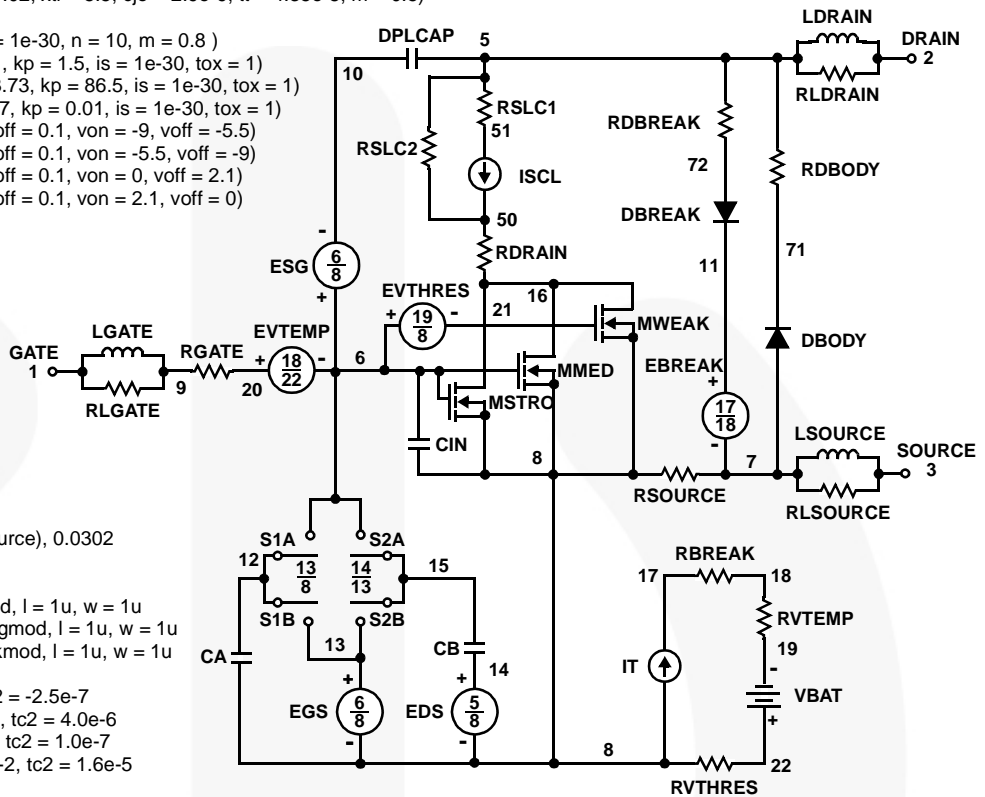 = 1e-30, n = 10, m = 0.8 )
, kp = 1.5, is = 1e-30, tox = 1)
.73, kp = 86.5, is = 1e-30, tox = 1)
7, kp = 0.01, is = 1e-30, tox = 1)
off = 0.1, von = -9, voff = -5.5)
off = 0.1, von = -5.5, voff = -9)
off = 0.1, von = 0, voff = 2.1)
off = 0.1, von = 2.1, voff = 0)
DPLCAP
5
10
LDRAIN
DRAIN
2
RLDRAIN
RSLC1
51
RSLC2
ISCL
RDBREAK
72
RDBODY
50
DBREAK
RDRAIN
71
ESG
6
8
-
+
11
EVTHRES
+
19
8
-
21
16
MWEAK
LGATE
EVTEMP
GATE
1
RGATE
+
18
22
-
6
9
20
RLGATE
MMED
MSTRO
EBREAK
+
17
18
-
DBODY
CIN
8
LSOURCE
SOURCE
3
7
RSOURCE
RLSOURCE
urce), 0.0302
S1A
S2A
12
13
8
14
13
15
S1B
S2B
13
RBREAK
17
18
RVTEMP
19
-
VBAT
+
IT
d, l = 1u, w = 1u
gmod, l = 1u, w = 1u
kmod, l = 1u, w = 1u
CA
CB
14
+
EGS
6
8
-
+
EDS
5
8
-
8
22
RVTHRES
2 = -2.5e-7
, tc2 = 4.0e-6
, tc2 = 1.0e-7
-2, tc2 = 1.6e-5